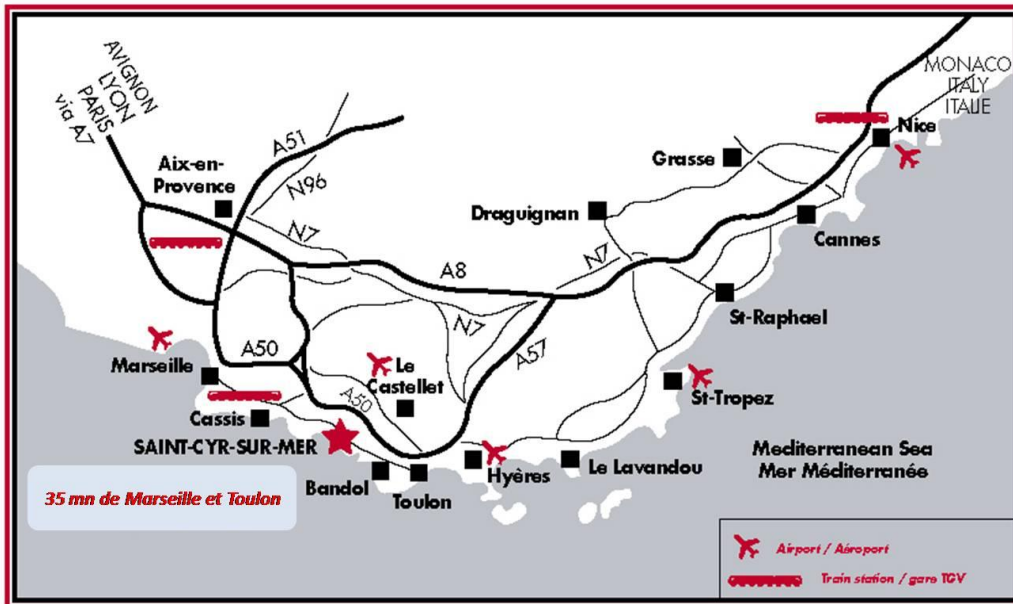 AVIGNON
LYON
PARIS
via A7
MONACO
ITALY
ITALIE
Nice
A51
Aix-en-
Provence
N96
Grasse
Draguignan
N7
N7
Cannes
A8
St-Raphael
N7
A50
A57
Marseille
Le
Castellet
A50
St-Tropez
Cassis
SAINT-CYR-SUR-MER
Mediterranean Sea
Mer Méditerranée
Le Lavandou
Hyères
Bandol
Toulon
35 mn de Marseille et Toulon
Airport / Aéroport
Train station / gare TGV